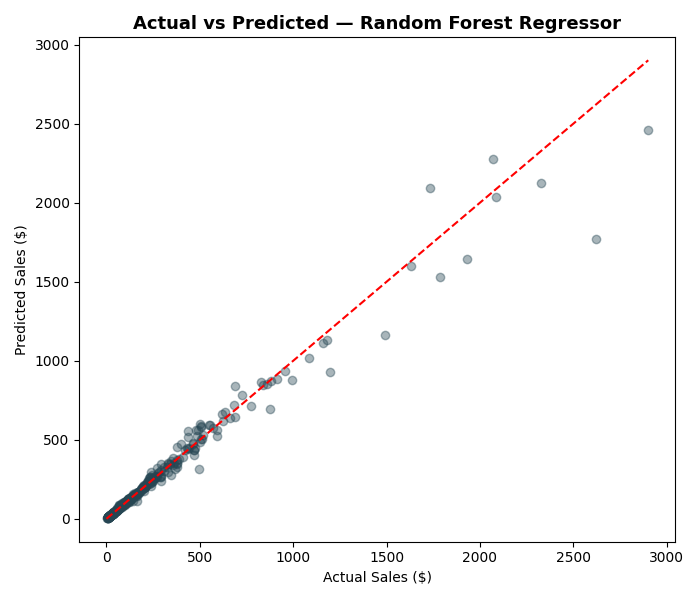 Actual vs Predicted — Random Forest Regressor
3000
2500
2000
1500
1000
500
0
Predicted Sales ($)
0 500 1000 1500 2000 2500 3000
Actual Sales ($)